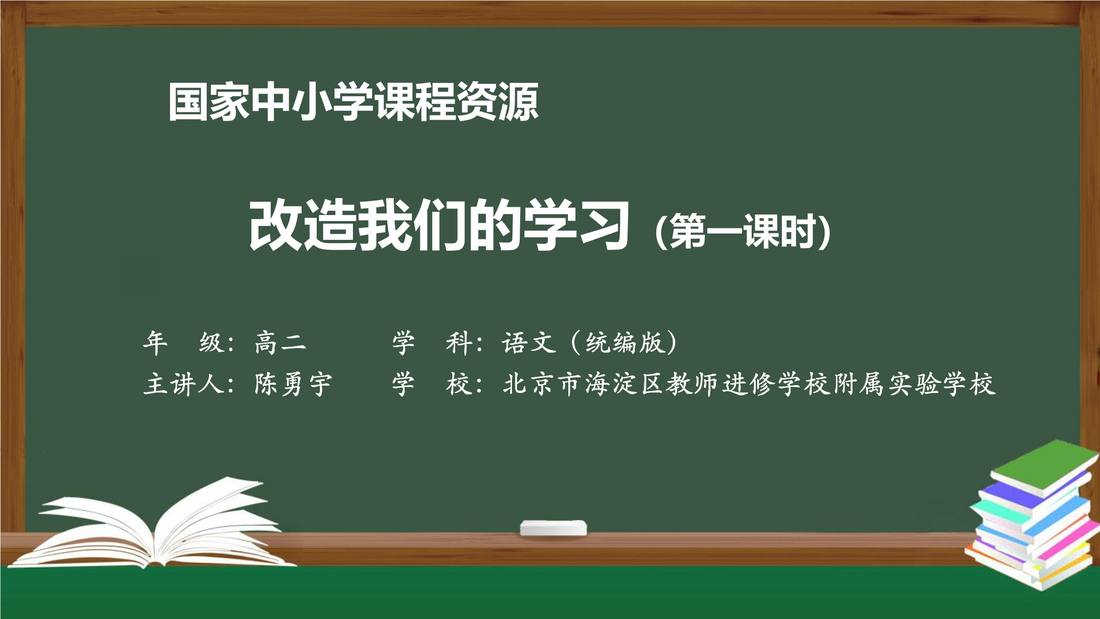 国家中小学课程资源
改造我们的学习（第一课时）
年 级：高二 学 科：语文（统编版）
主讲人：陈勇宇 学 校：北京市海淀区教师进修学校附属实验学校